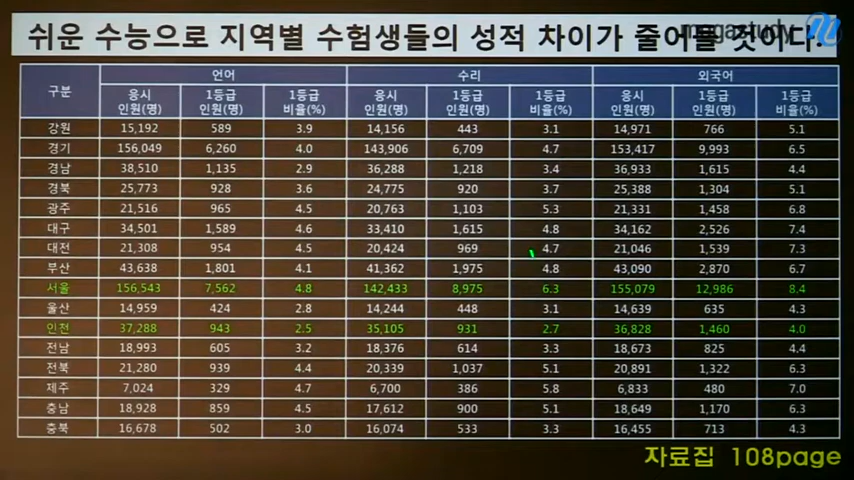 쉬운 수능으로 지역별 수험생들의 성적 차이가 줄어들 것이다.
megastudy
구분 언어 수리 외국어
응시 인원(명) 1등급 인원(명) 1등급 비율(%) 응시 인원(명) 1등급 인원(명) 1등급 비율(%) 응시 인원(명) 1등급 인원(명) 1등급 비율(%)
강원 15,192 589 3.9 14,156 443 3.1 14,971 766 5.1
경기 156,049 6,260 4.0 143,906 6,709 4.7 153,417 9,993 6.5
경남 38,510 1,135 2.9 36,288 1,218 3.4 36,933 1,615 4.4
경북 25,773 928 3.6 24,775 920 3.7 25,388 1,304 5.1
광주 21,516 965 4.5 20,763 1,103 5.3 21,331 1,458 6.8
대구 34,501 1,589 4.6 33,410 1,615 4.8 34,162 2,526 7.4
대전 21,308 954 4.5 20,424 969 4.7 21,046 1,539 7.3
부산 43,638 1,801 4.1 41,362 1,975 4.8 43,090 2,870 6.7
서울 156,543 7,562 4.8 142,433 8,975 6.3 155,079 12,986 8.4
울산 14,959 424 2.8 14,244 448 3.1 14,639 635 4.3
인천 37,288 943 2.5 35,105 931 2.7 36,828 1,460 4.0
전남 18,993 605 3.2 18,376 614 3.3 18,673 825 4.4
전북 21,280 939 4.4 20,339 1,037 5.1 20,891 1,322 6.3
제주 7,024 329 4.7 6,700 386 5.8 6,833 480 7.0
충남 18,928 859 4.5 17,612 900 5.1 18,649 1,170 6.3
충북 16,678 502 3.0 16,074 533 3.3 16,455 713 4.3
자료집 108page